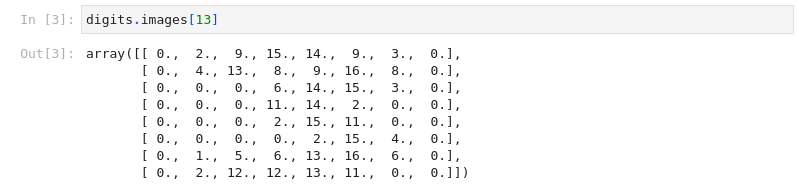 In [3]: digits.images[13]
Out[3]: array([[ 0.,  2.,  9., 15., 14.,  9.,  3.,  0.],
       [ 0.,  4., 13.,  8.,  9., 16.,  8.,  0.],
       [ 0.,  0.,  0.,  6., 14., 15.,  3.,  0.],
       [ 0.,  0.,  0., 11., 14.,  2.,  0.,  0.],
       [ 0.,  0.,  0.,  2., 15., 11.,  0.,  0.],
       [ 0.,  0.,  0.,  0.,  2., 15.,  4.,  0.],
       [ 0.,  1.,  5.,  6., 13., 16.,  6.,  0.],
       [ 0.,  2., 12., 12., 13., 11.,  0.,  0.]])